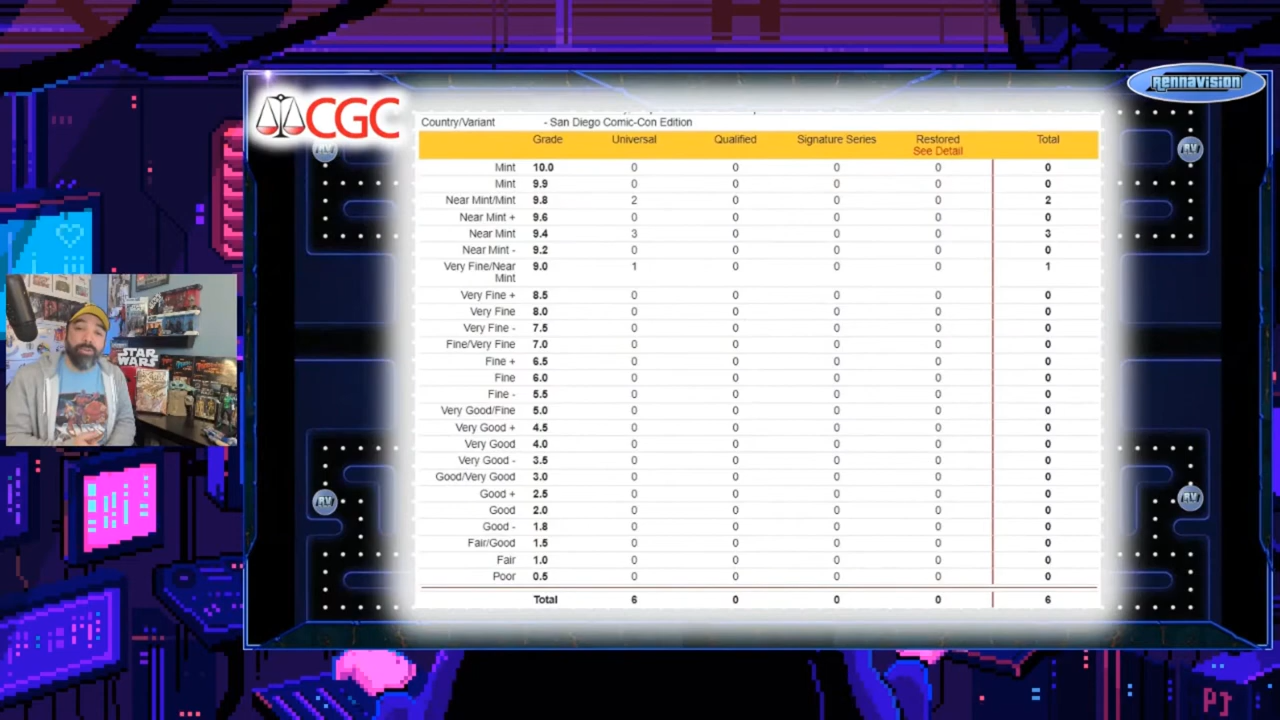 RENNAVISION
CGC
Country/Variant - San Diego Comic-Con Edition
Grade Universal Qualified Signature Series Restored Total
See Detail
Mint 10.0 0 0 0 0 0
Mint 9.9 0 0 0 0 0
Near Mint/Mint 9.8 2 0 0 0 2
Near Mint + 9.6 0 0 0 0 0
Near Mint 9.4 3 0 0 0 3
Near Mint - 9.2 0 0 0 0 0
Very Fine/Near 9.0 1 0 0 0 1
Mint
Very Fine + 8.5 0 0 0 0 0
Very Fine 8.0 0 0 0 0 0
Very Fine - 7.5 0 0 0 0 0
Fine/Very Fine 7.0 0 0 0 0 0
Fine + 6.5 0 0 0 0 0
Fine 6.0 0 0 0 0 0
Fine - 5.5 0 0 0 0 0
Very Good/Fine 5.0 0 0 0 0 0
Very Good + 4.5 0 0 0 0 0
Very Good 4.0 0 0 0 0 0
Very Good - 3.5 0 0 0 0 0
Good/Very Good 3.0 0 0 0 0 0
Good + 2.5 0 0 0 0 0
Good 2.0 0 0 0 0 0
Good - 1.8 0 0 0 0 0
Fair/Good 1.5 0 0 0 0 0
Fair 1.0 0 0 0 0 0
Poor 0.5 0 0 0 0 0
Total 6 0 0 0 6
RV
RV
RV
RV
STAR
WARS